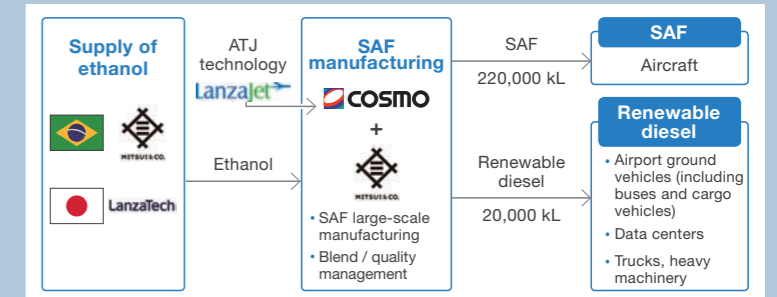 Supply of
ethanol
MITSUI & CO.
LanzaTech
ATJ
technology
LanzaJet
Ethanol
SAF
manufacturing
COSMO
+
MITSUI & CO.
• SAF large-scale
manufacturing
• Blend / quality
management
SAF
220,000 kL
Renewable
diesel
20,000 kL
SAF
Aircraft
Renewable
diesel
• Airport ground
vehicles (including
buses and cargo
vehicles)
• Data centers
• Trucks, heavy
machinery